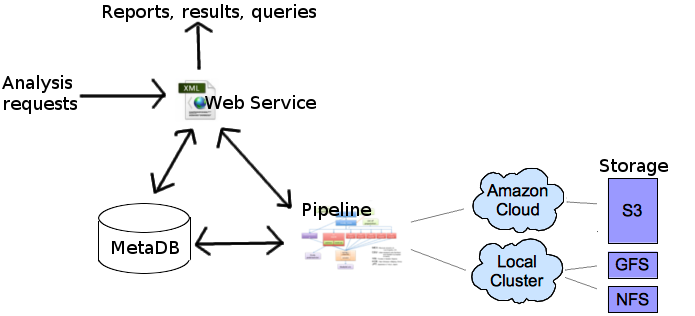 Reports, results, queries
Analysis
requests
XML
Web Service
MetaDB
Pipeline
Amazon
Cloud
Local
Cluster
Storage
S3
GFS
NFS